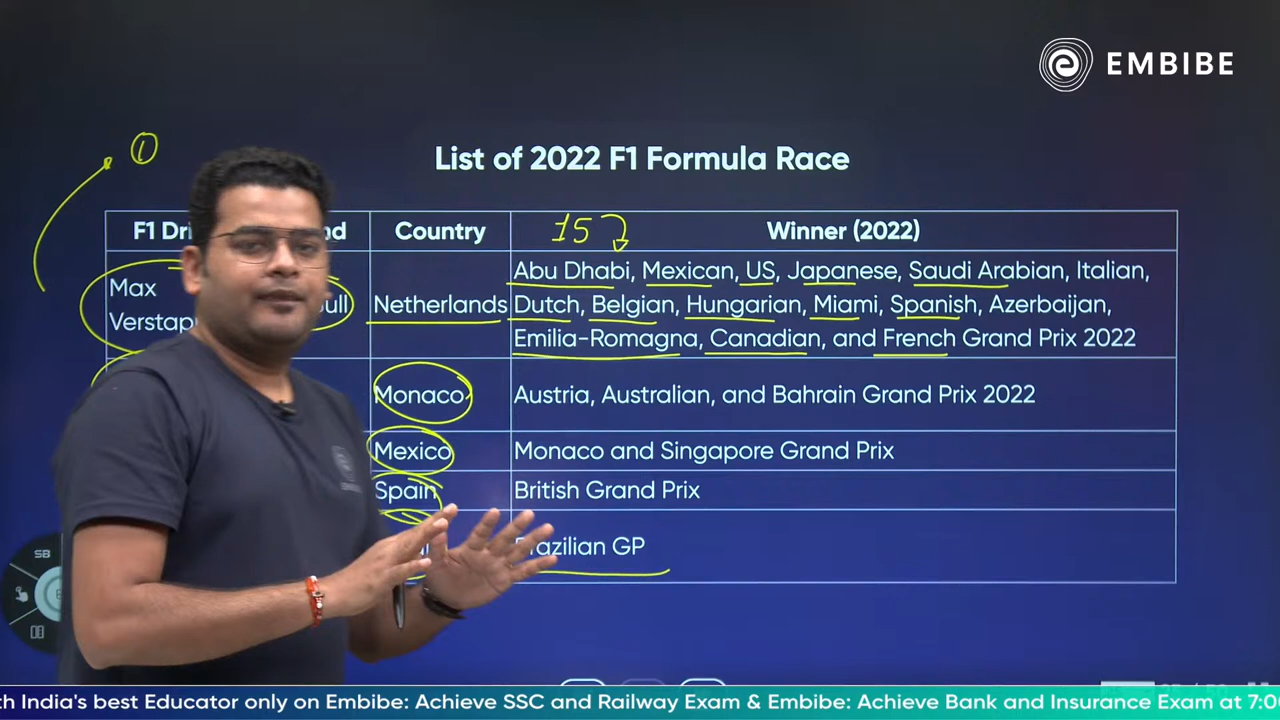 EMBIBE
①
List of 2022 F1 Formula Race
Country
15
Winner (2022)
Max
Netherlands
Abu Dhabi, Mexican, US, Japanese, Saudi Arabian, Italian,
Dutch, Belgian, Hungarian, Miami, Spanish, Azerbaijan,
Emilia-Romagna, Canadian, and French Grand Prix 2022
Monaco
Austria, Australian, and Bahrain Grand Prix 2022
Mexico
Monaco and Singapore Grand Prix
Spain
British Grand Prix
GP
SB
India's best Educator only on Embibe: Achieve SSC and Railway Exam & Embibe: Achieve Bank and Insurance Exam at